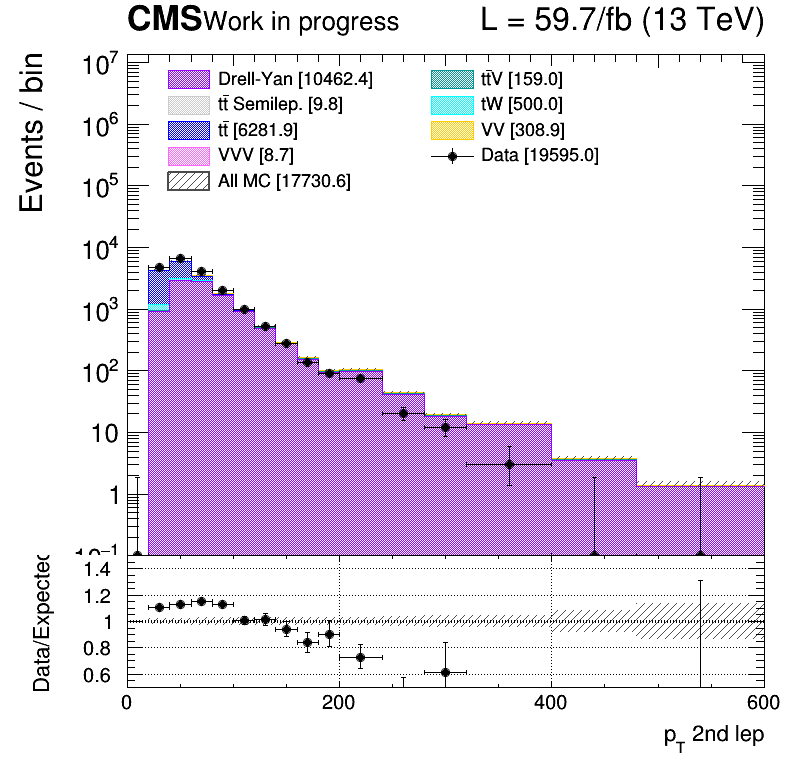 CMS Work in progress L = 59.7/fb (13 TeV)
Events / bin
Drell-Yan [10462.4]
tt̄ Semilep. [9.8]
tt̄ [6281.9]
VVV [8.7]
All MC [17730.6]
tt̄V [159.0]
tW [500.0]
VV [308.9]
Data [19595.0]
10⁷
10⁶
10⁵
10⁴
10³
10²
10
1
10⁻¹
Data/Expected
1.4
1.2
1
0.8
0.6
0 200 400 600
p_T 2nd lep